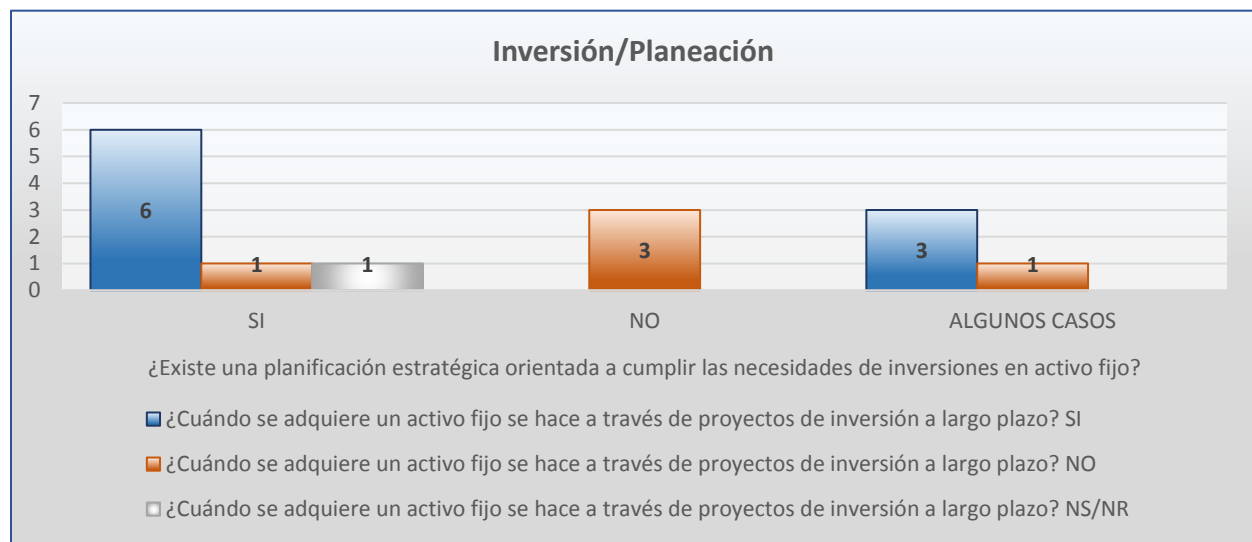 Inversión/Planeación
7
6
5
4
3
2
1
0
6
1
1
3
3
1
SI
NO
ALGUNOS CASOS
¿Existe una planificación estratégica orientada a cumplir las necesidades de inversiones en activo fijo?
¿Cuándo se adquiere un activo fijo se hace a través de proyectos de inversión a largo plazo? SI
¿Cuándo se adquiere un activo fijo se hace a través de proyectos de inversión a largo plazo? NO
¿Cuándo se adquiere un activo fijo se hace a través de proyectos de inversión a largo plazo? NS/NR